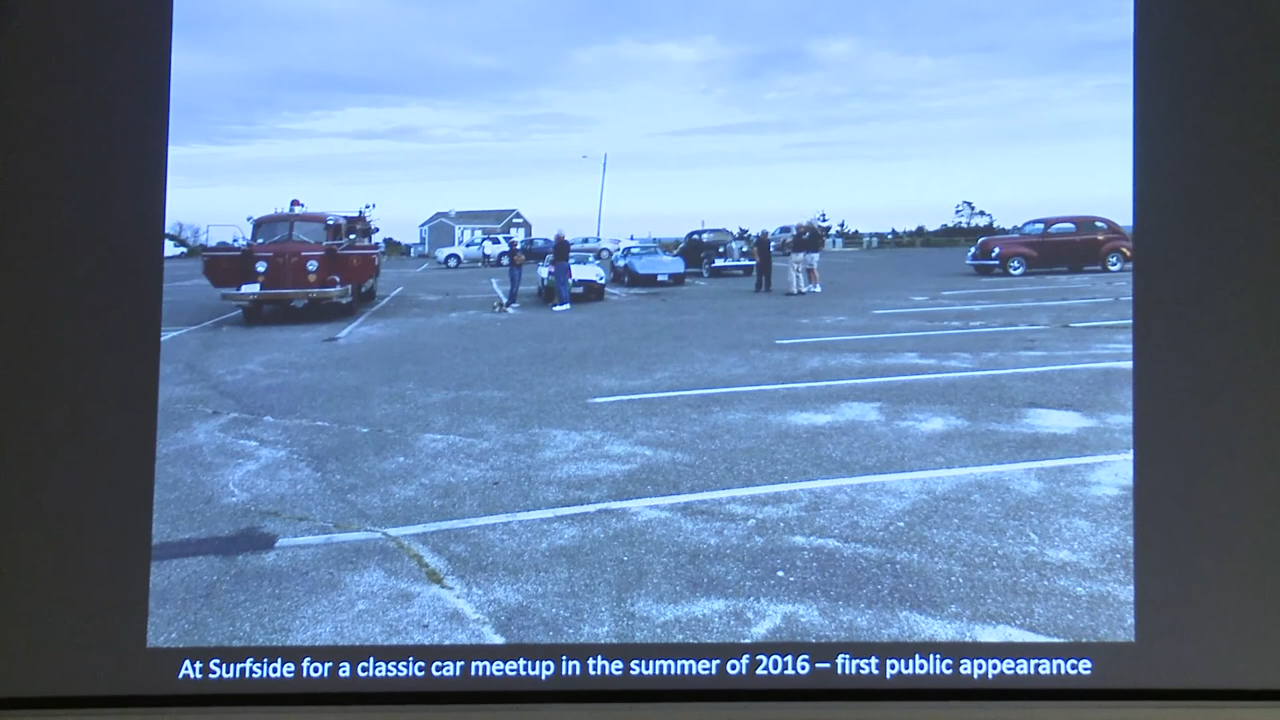 At Surfside for a classic car meetup in the summer of 2016 – first public appearance